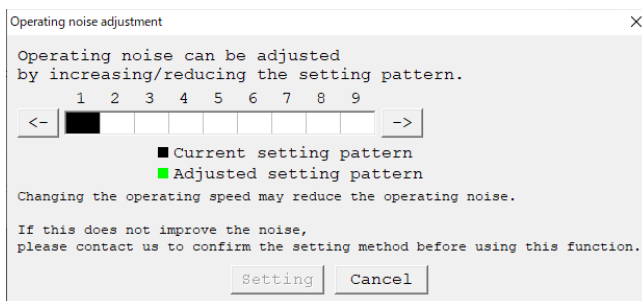 Operating noise adjustment
Operating noise can be adjusted
by increasing/reducing the setting pattern.
1 2 3 4 5 6 7 8 9
<- ->
Current setting pattern
Adjusted setting pattern
Changing the operating speed may reduce the operating noise.
If this does not improve the noise,
please contact us to confirm the setting method before using this function.
Setting Cancel